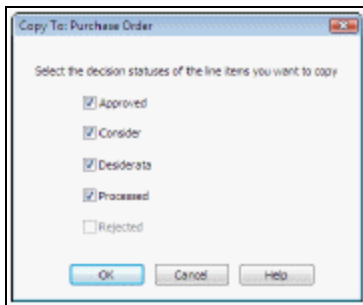 Copy To: Purchase Order
Select the decision statuses of the line items you want to copy
Approved
Consider
Desiderata
Processed
Rejected
OK
Cancel
Help